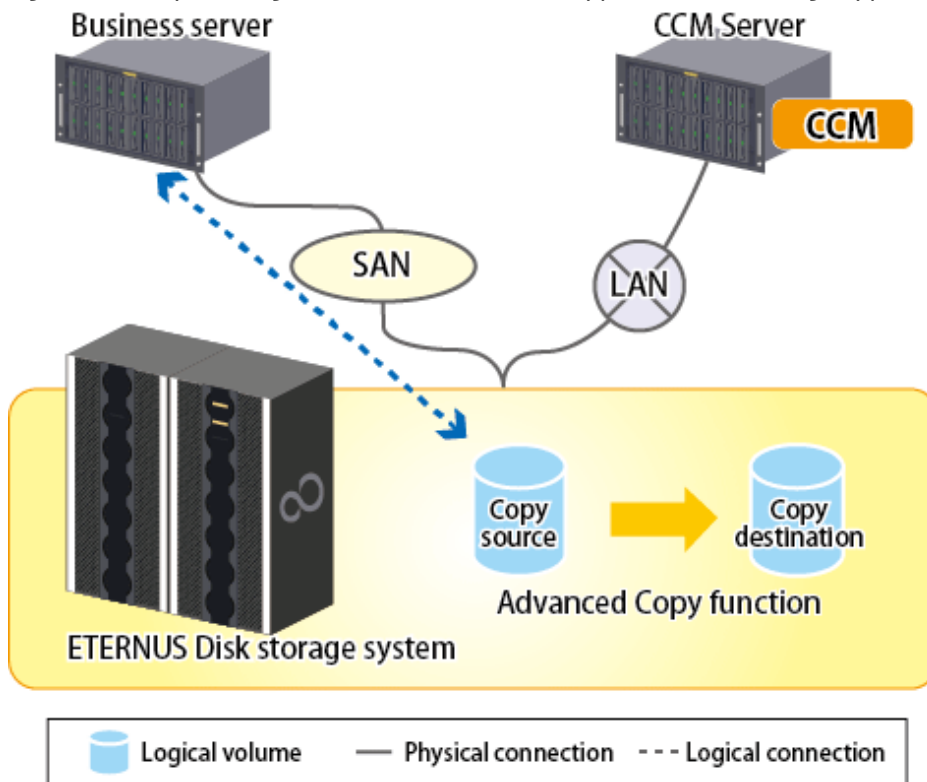 Business server
CCM Server
CCM
SAN
LAN
Copy
source
Copy
destination
Advanced Copy function
ETERNUS Disk storage system
Logical volume
Physical connection
Logical connection